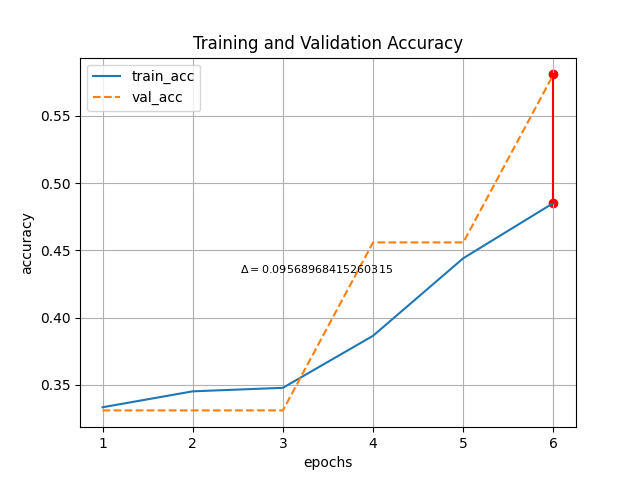 Training and Validation Accuracy
train_acc
val_acc
0.55
0.50
0.45
0.40
0.35
accuracy
Δ = 0.09568968415260315
1 2 3 4 5 6
epochs